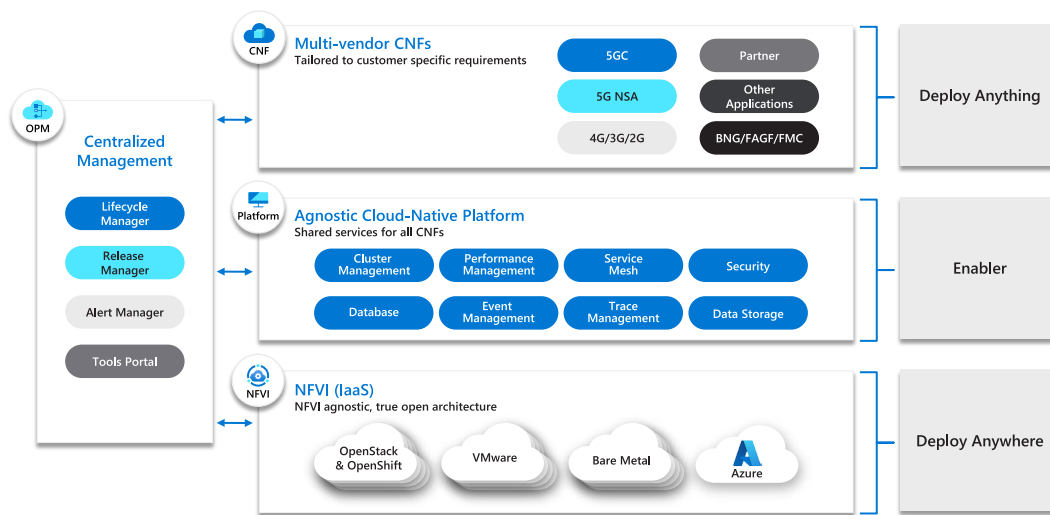 OPM
Centralized
Management
Lifecycle
Manager
Release
Manager
Alert Manager
Tools Portal
CNF
Multi-vendor CNFs
Tailored to customer specific requirements
5GC
Partner
5G NSA
Other
Applications
4G/3G/2G
BNG/FAGF/FMC
Deploy Anything
Platform
Agnostic Cloud-Native Platform
Shared services for all CNFs
Cluster
Management
Performance
Management
Service
Mesh
Security
Database
Event
Management
Trace
Management
Data Storage
Enabler
NFVI
NFVI (IaaS)
NFVI agnostic, true open architecture
OpenStack
& OpenShift
VMware
Bare Metal
Azure
Deploy Anywhere